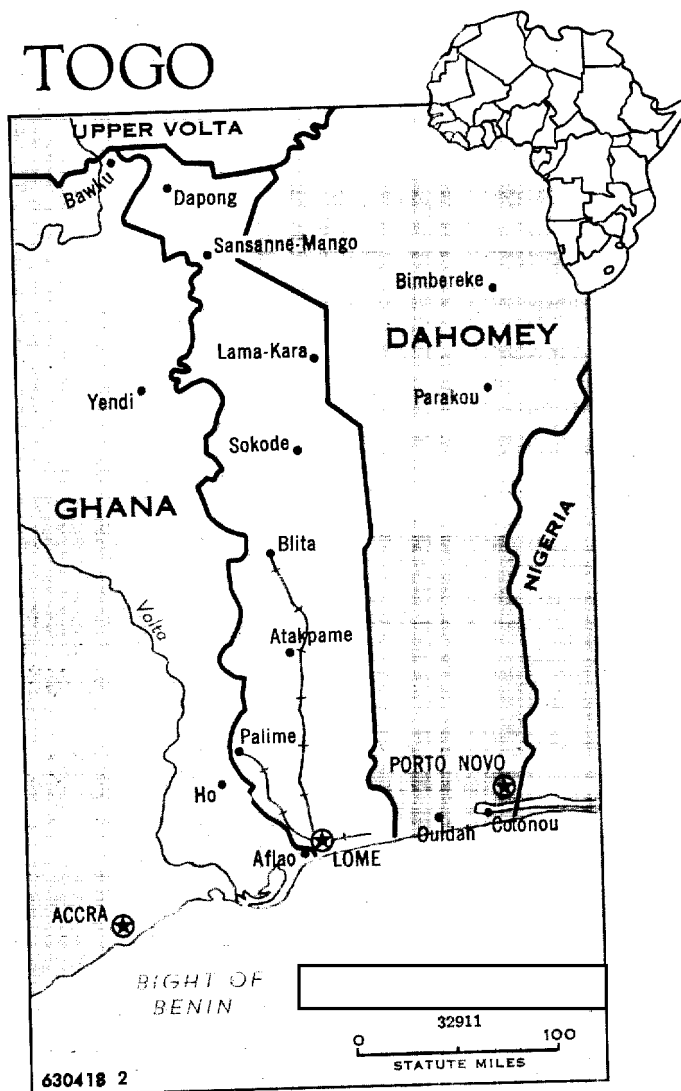 TOGO
UPPER VOLTA
Bawku
Dapong
Sansanne-Mango
Bimbereke
DAHOMEY
Lama-Kara
Yendi
Parakou
Sokode
GHANA
NIGERIA
Blita
Volta
Atakpame
Palime
PORTO NOVO
Ho
Ouidah
Cotonou
Aflao
LOME
ACCRA
BIGHT OF
BENIN
32911
0 100
STATUTE MILES
630418 2